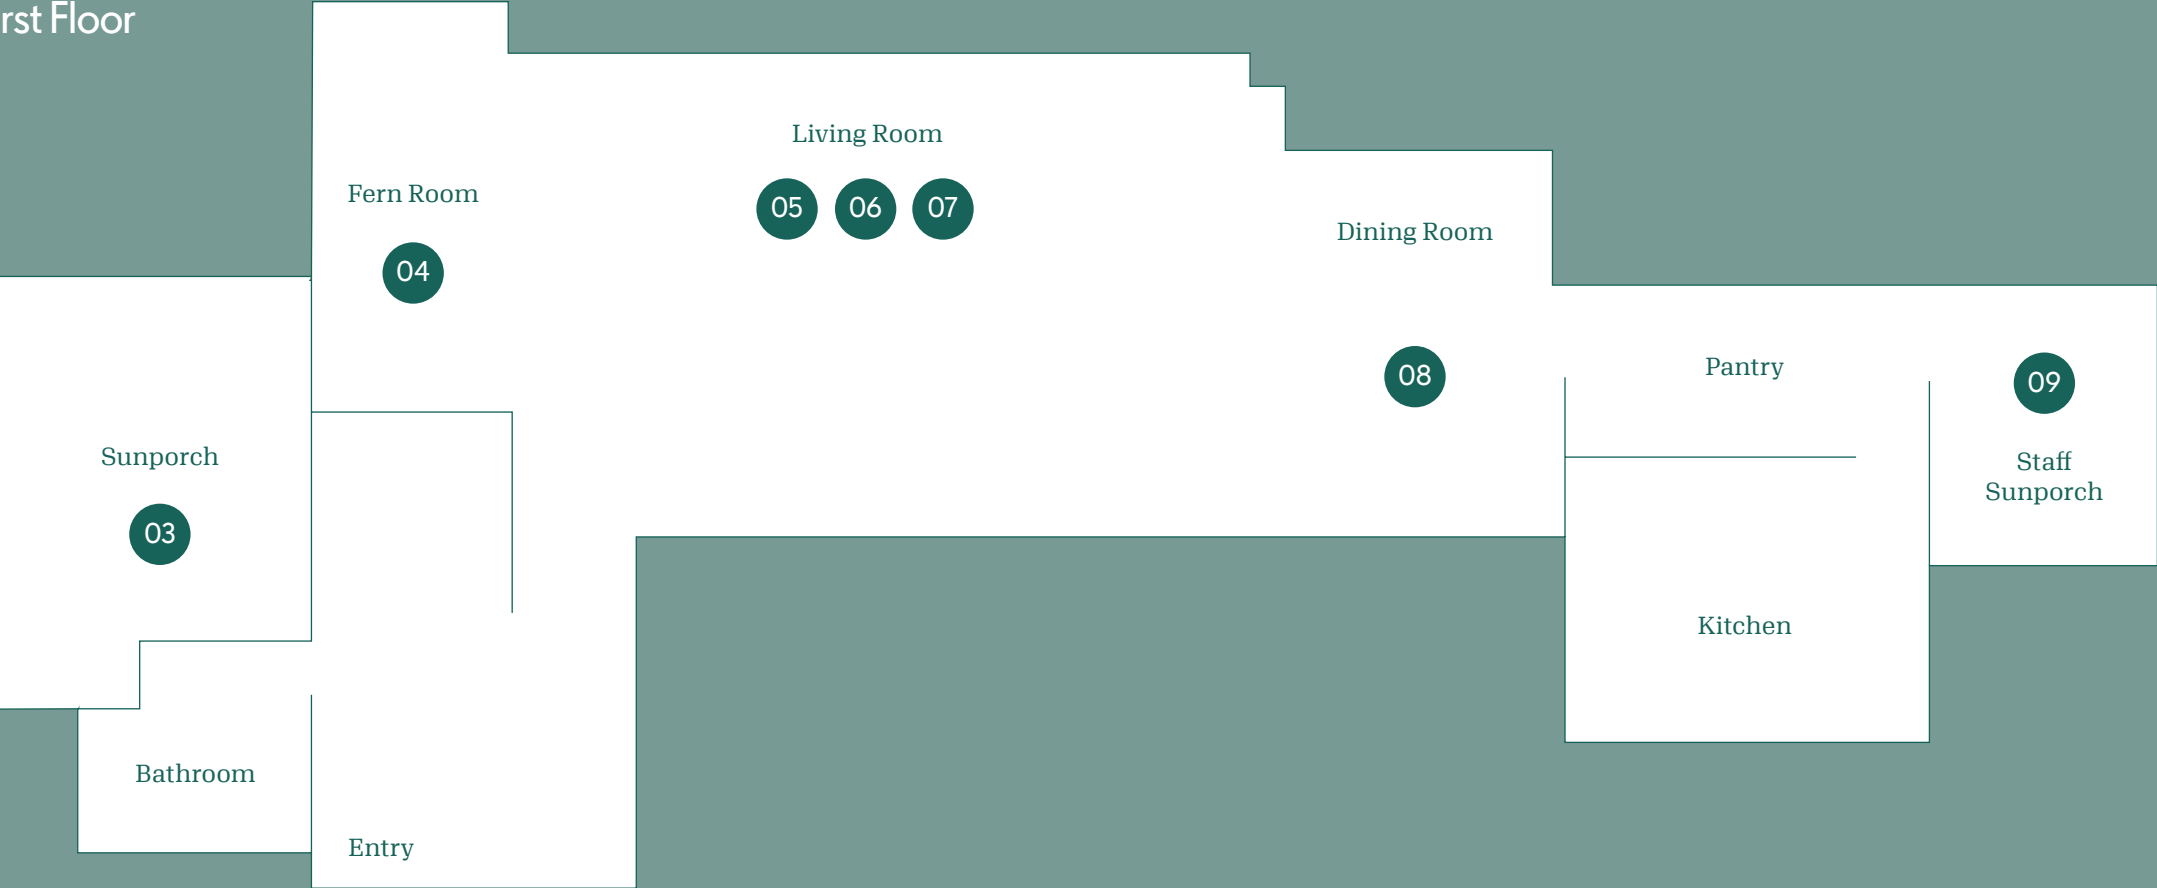 rst Floor
Living Room
05 06 07
Fern Room
04
Dining Room
08
Pantry
09
Staff
Sunporch
Sunporch
03
Kitchen
Bathroom
Entry